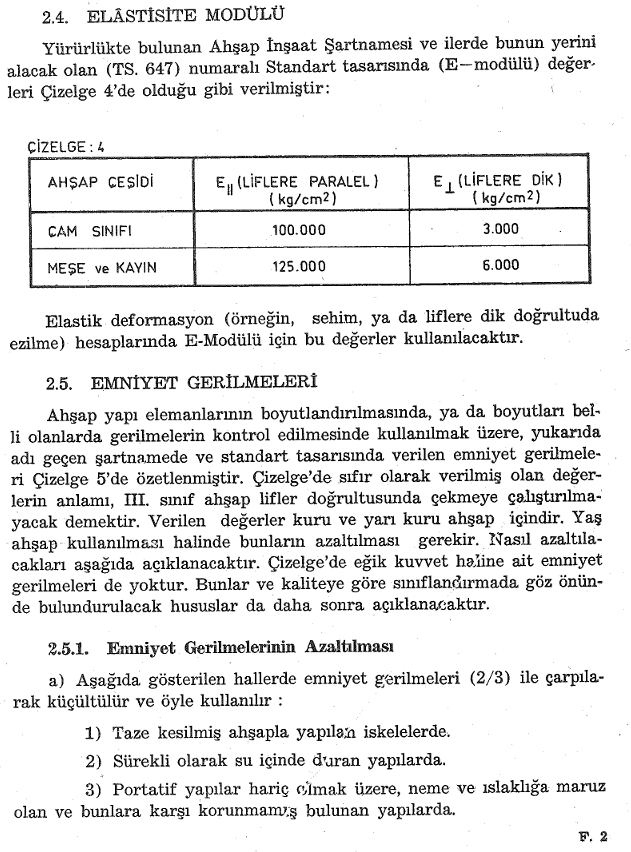 2.4. ELÂSTİSİTE MODÜLÜ
Yürürlükte bulunan Ahşap İnşaat Şartnamesi ve ilerde bunun yerini
alacak olan (TS. 647) numaralı Standart tasarısında (E—modülü) değer-
leri Çizelge 4'de olduğu gibi verilmiştir:
ÇİZELGE : 4
AHŞAP ÇEŞİDİ E|| (LİFLERE PARALEL) (kg/cm2) E⊥ (LİFLERE DİK) (kg/cm2)
ÇAM SINIFI 100.000 3.000
MEŞE ve KAYIN 125.000 6.000
Elastik deformasyon (örneğin, sehim, ya da liflere dik doğrultuda
ezilme) hesaplarında E-Modülü için bu değerler kullanılacaktır.
2.5. EMNİYET GERİLMELERİ
Ahşap yapı elemanlarının boyutlandırılmasında, ya da boyutları bel-
li olanlarda gerilmelerin kontrol edilmesinde kullanılmak üzere, yukarıda
adı geçen şartnamede ve standart tasarısında verilen emniyet gerilmele-
ri Çizelge 5'de özetlenmiştir. Çizelge'de sıfır olarak verilmiş olan değer-
lerin anlamı, III. sınıf ahşap lifler doğrultusunda çekmeye çalıştırılma-
yacak demektir. Verilen değerler kuru ve yarı kuru ahşap içindir. Yaş
ahşap kullanılması halinde bunların azaltılması gerekir. Nasıl azaltıla-
cakları aşağıda açıklanacaktır. Çizelge'de eğik kuvvet haline ait emniyet
gerilmeleri de yoktur. Bunlar ve kaliteye göre sınıflandırmada göz önün-
de bulundurulacak hususlar da daha sonra açıklanacaktır.
2.5.1. Emniyet Gerilmelerinin Azaltılması
a) Aşağıda gösterilen hallerde emniyet gerilmeleri (2/3) ile çarpıla-
rak küçültülür ve öyle kullanılır :
1) Taze kesilmiş ahşapla yapılan iskelelerde.
2) Sürekli olarak su içinde duran yapılarda.
3) Portatif yapılar hariç olmak üzere, neme ve ıslaklığa maruz
olan ve bunlara karşı korunmamış bulunan yapılarda.
F. 2